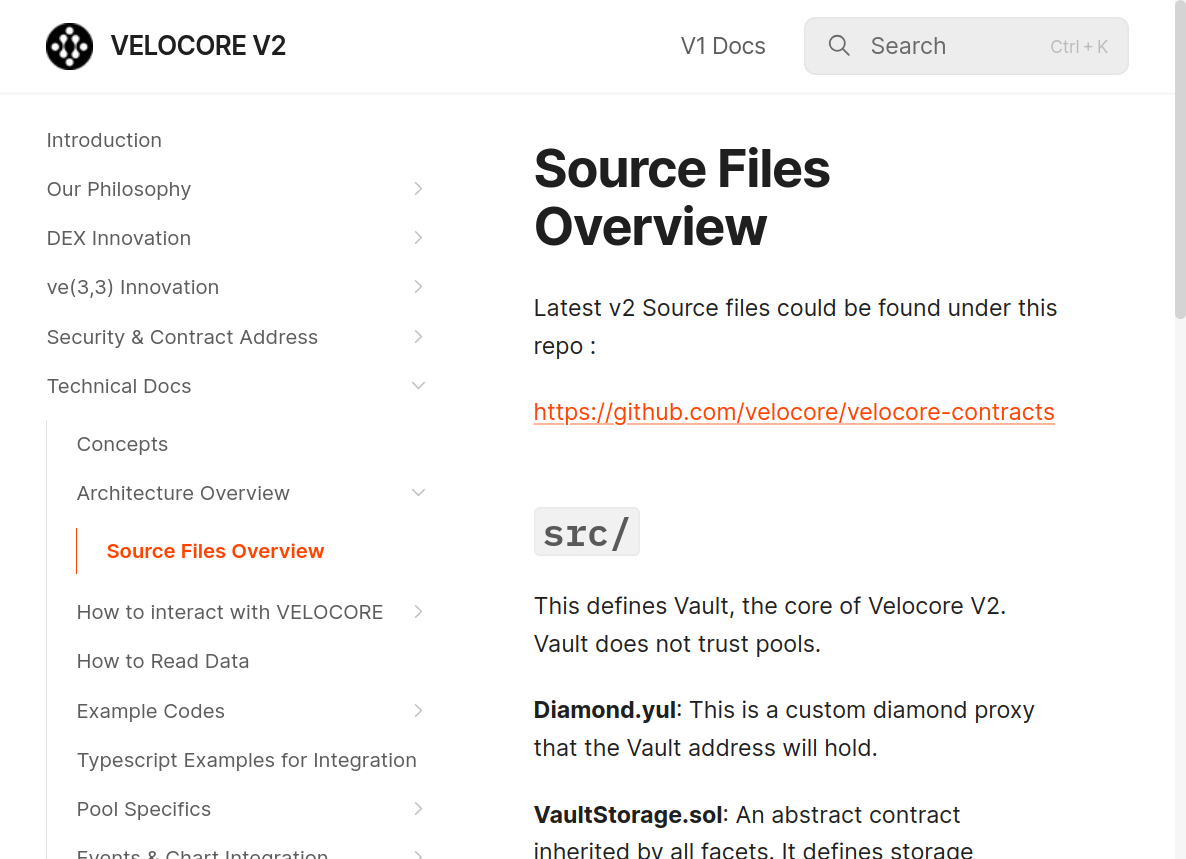 VELOCORE V2
V1 Docs
Search
Ctrl + K
Introduction
Our Philosophy
DEX Innovation
ve(3,3) Innovation
Security & Contract Address
Technical Docs
Concepts
Architecture Overview
Source Files Overview
How to interact with VELOCORE
How to Read Data
Example Codes
Typescript Examples for Integration
Pool Specifics
Events & Chart Integration
Source Files
Overview
Latest v2 Source files could be found under this
repo :
https://github.com/velocore/velocore-contracts
src/
This defines Vault, the core of Velocore V2.
Vault does not trust pools.
Diamond.yul: This is a custom diamond proxy
that the Vault address will hold.
VaultStorage.sol: An abstract contract
inherited by all facets. It defines storage